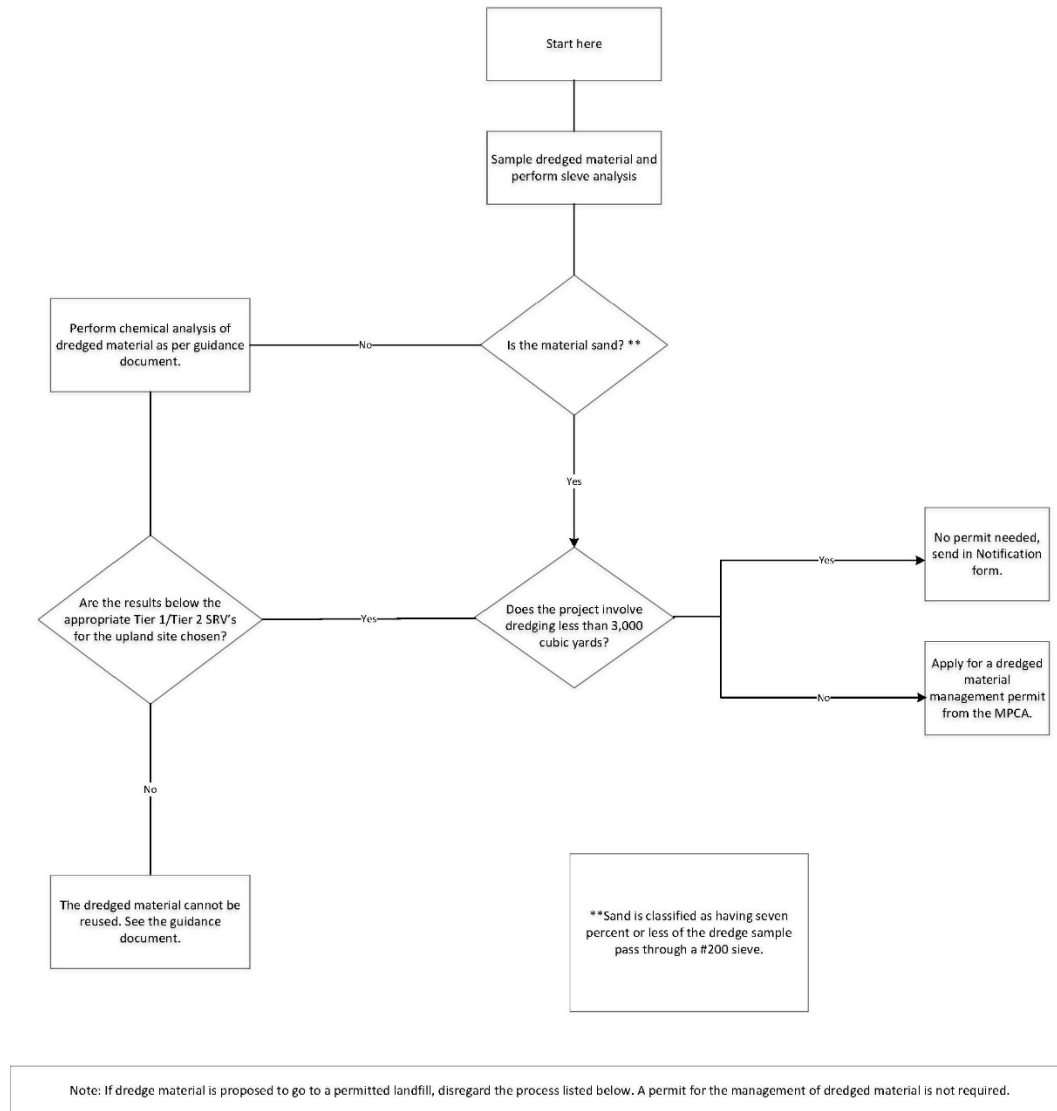 Start here
Sample dredged material and
perform sleve analysis
Is the material sand? **
No
Perform chemical analysis of
dredged material as per guidance
document.
Yes
Are the results below the
appropriate Tier 1/Tier 2 SRV's
for the upland site chosen?
Yes
Does the project involve
dredging less than 3,000
cubic yards?
Yes
No permit needed,
send in Notification
form.
No
Apply for a dredged
material
management permit
from the MPCA.
No
The dredged material cannot be
reused. See the guidance
document.
**Sand is classified as having seven
percent or less of the dredge sample
pass through a #200 sieve.
Note: If dredge material is proposed to go to a permitted landfill, disregard the process listed below. A permit for the management of dredged material is not required.